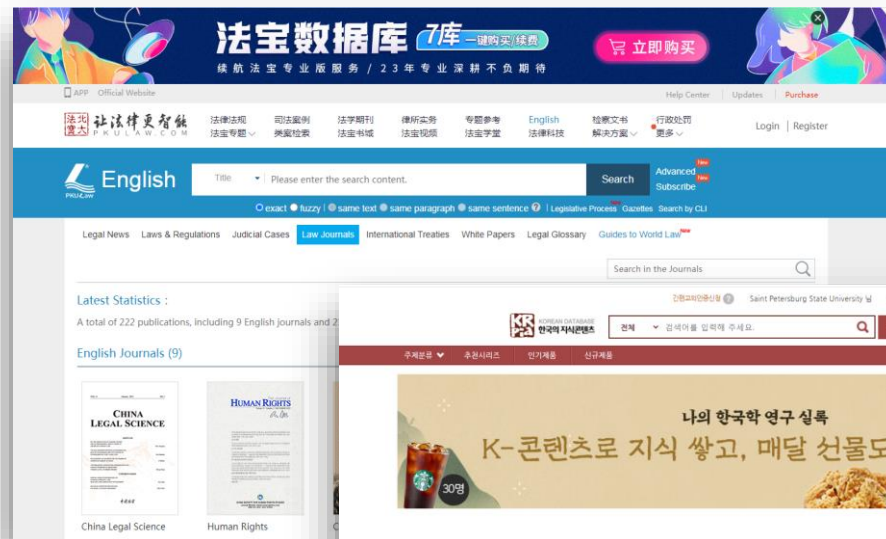 法宝数据库 7库 一键购买/续费
立即购买
续航法宝专业版服务 / 23年专业深耕不负期待
APP Official Website
Help Center Updates Purchase
法律法规 司法案例 法学期刊 律所实务 专题参考 English 检察文书 行政处罚
北大法宝 让法律更智能
PKULAW.COM
法宝专题 类案检索 法宝书城 法宝视频 法宝学堂 法律科技 解决方案 更多
Login | Register
PKULaw English
Title Please enter the search content. Search
Advanced New
Subscribe New
exact fuzzy | same text same paragraph same sentence ? | Legislative Process New Gazettes Search by CLI
Legal News Laws & Regulations Judicial Cases Law Journals International Treaties White Papers Legal Glossary Guides to World Law New
Search in the Journals
Latest Statistics :
A total of 222 publications, including 9 English journals and 2
English Journals (9)
CHINA
LEGAL SCIENCE
HUMAN RIGHTS
China Legal Science Human Rights C
Saint Petersburg State University 님
KRpia KOREAN DATABASE
한국의 지식콘텐츠
전체 검색어를 입력해 주세요.
주제분류 추천시리즈 인기제품 신규제품
나의 한국학 연구 실록
K-콘텐츠로 지식 쌓고, 매달 선물도
30명